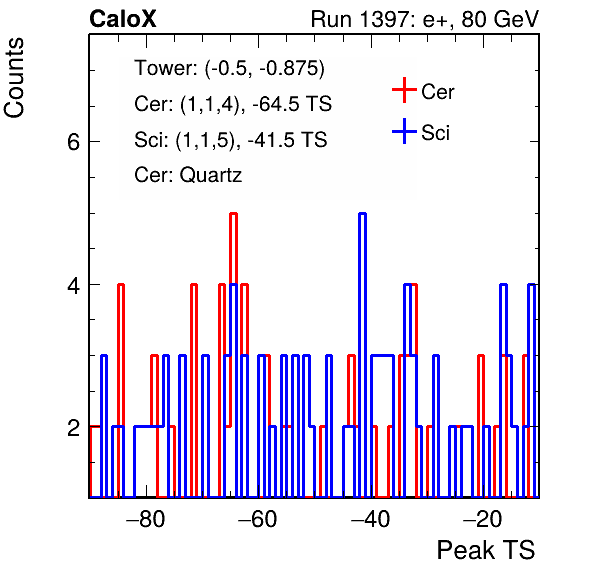 CaloX Run 1397: e+, 80 GeV
Counts
Tower: (-0.5, -0.875)
Cer: (1,1,4), -64.5 TS
Sci: (1,1,5), -41.5 TS
Cer: Quartz
Cer
Sci
6
4
2
−80 −60 −40 −20
Peak TS